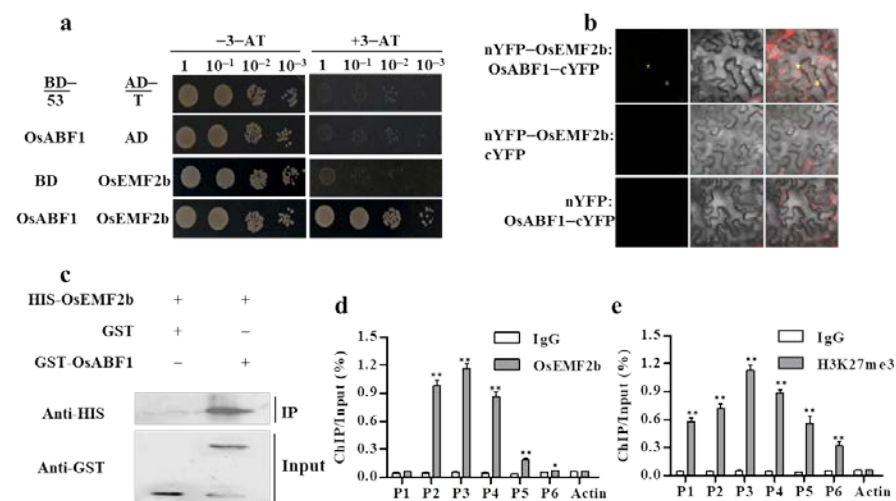 a
−3−AT
+3−AT
1 10⁻¹ 10⁻² 10⁻³
1 10⁻¹ 10⁻² 10⁻³
BD−
53
AD−
T
OsABF1 AD
BD OsEMF2b
OsABF1 OsEMF2b
b
nYFP−OsEMF2b:
OsABF1−cYFP
nYFP−OsEMF2b:
cYFP
nYFP:
OsABF1−cYFP
c
HIS-OsEMF2b + +
GST + −
GST-OsABF1 − +
Anti-HIS
IP
Anti-GST
Input
d
ChIP/Input (%)
1.5
1.2
0.9
0.6
0.3
0.0
IgG
OsEMF2b
**
**
**
**
*
P1 P2 P3 P4 P5 P6 Actin
e
ChIP/Input (%)
1.5
1.2
0.9
0.6
0.3
0.0
IgG
H3K27me3
**
**
**
**
**
**
P1 P2 P3 P4 P5 P6 Actin